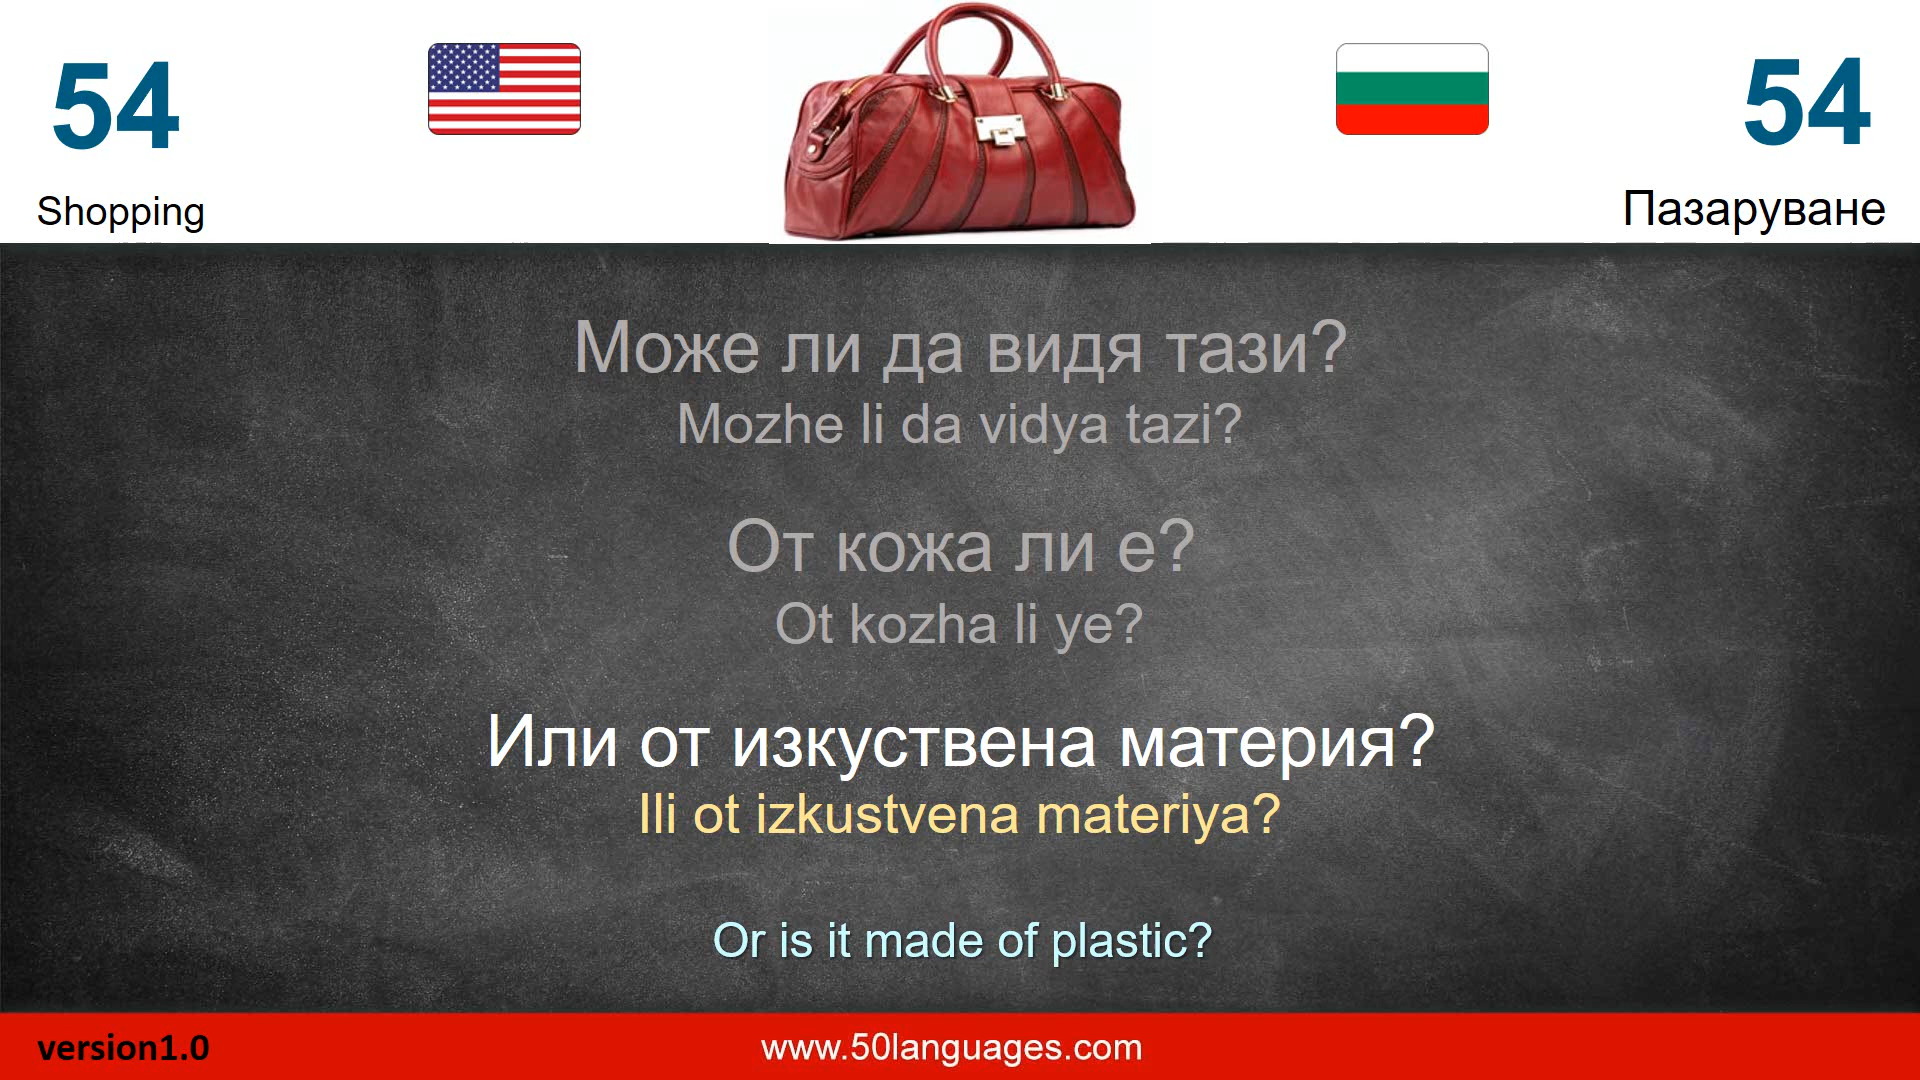 54
54
Shopping
Пазаруване
Може ли да видя тази?
Mozhe li da vidya tazi?
От кожа ли е?
Ot kozha li ye?
Или от изкуствена материя?
Ili ot izkustvena materiya?
Or is it made of plastic?
version1.0
www.50languages.com